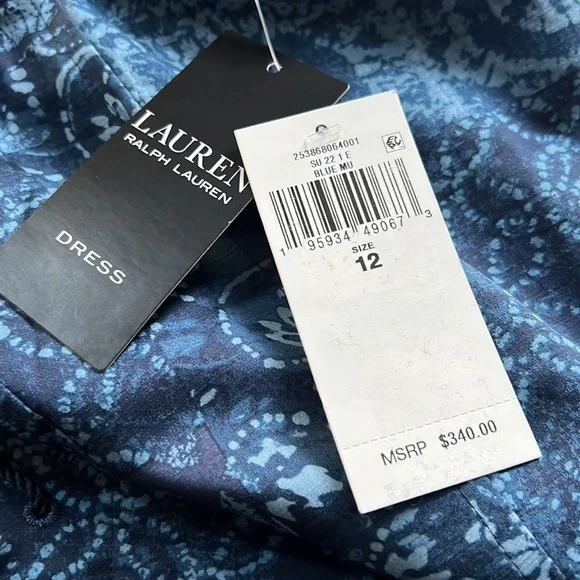 LAUREN
RALPH LAUREN
DRESS
253868064001
SU 22 1 E
BLUE MU
1 95934 49067 3
SIZE
12
MSRP $340.00